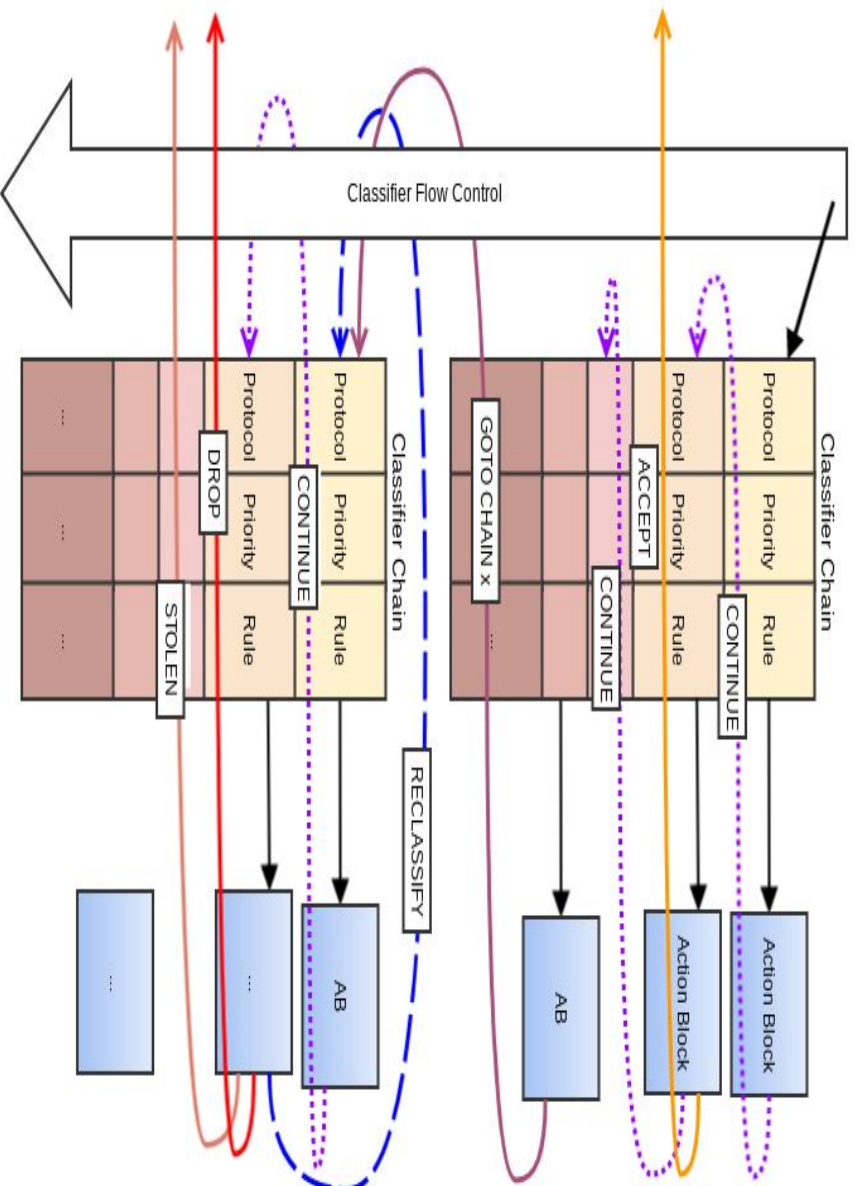 Classifier Flow Control
Classifier Chain
Protocol Priority Rule
Protocol Priority Rule
...
CONTINUE
ACCEPT
CONTINUE
GOTO CHAIN x
Action Block
Action Block
AB
Classifier Chain
Protocol Priority Rule
Protocol Priority Rule
... ... ...
RECLASSIFY
CONTINUE
DROP
STOLEN
AB
...
...